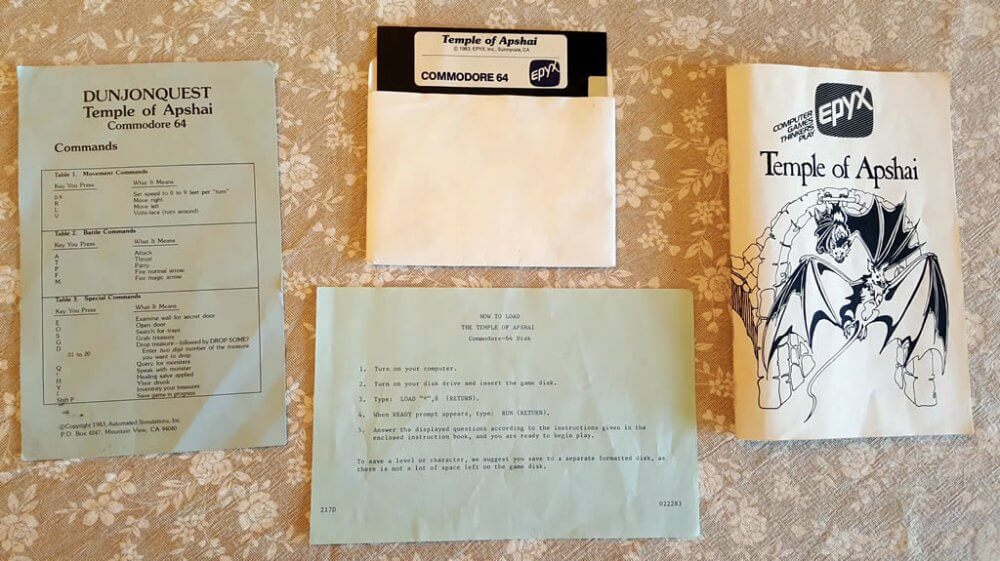 DUNJONQUEST
Temple of Apshai
Commodore 64
Commands
Table 1. Movement Commands
Key You Press What It Means
0-9 Set speed to 0 to 9 feet per "turn"
R Move right
L Move left
V Volte-face (turn around)
Table 2. Battle Commands
Key You Press What It Means
A Attack
T Thrust
P Parry
F Fire normal arrow
M Fire magic arrow
Table 3. Special Commands
Key You Press What It Means
E Examine wall for secret door
O Open door
S Search for traps
G Grab treasure
D Drop treasure—followed by DROP SOME?
01 to 20 Enter two digit number of the treasure
you want to drop.
Q Query for monsters
! Speak with monster
H Healing salve applied
Y Yixir drunk
I Inventory your treasures
Shift P Save game in progress
©Copyright 1983, Automated Simulations, Inc.
P.O. Box 4247, Mountain View, CA 94040
Temple of Apshai
© 1983, EPYX, Inc., Sunnyvale, CA
COMMODORE 64
EPYX
HOW TO LOAD
THE TEMPLE OF APSHAI
Commodore-64 Disk
1. Turn on your computer.
2. Turn on your disk drive and insert the game disk.
3. Type: LOAD "*",8 (RETURN).
4. When READY prompt appears, type: RUN (RETURN).
5. Answer the displayed questions according to the instructions given in the
enclosed instruction book, and you are ready to begin play.
To save a level or character, we suggest you save to a separate formatted disk, as
there is not a lot of space left on the game disk.
217D 022283
EPYX
COMPUTER
GAMES
THINKERS
PLAY
Temple of Apshai